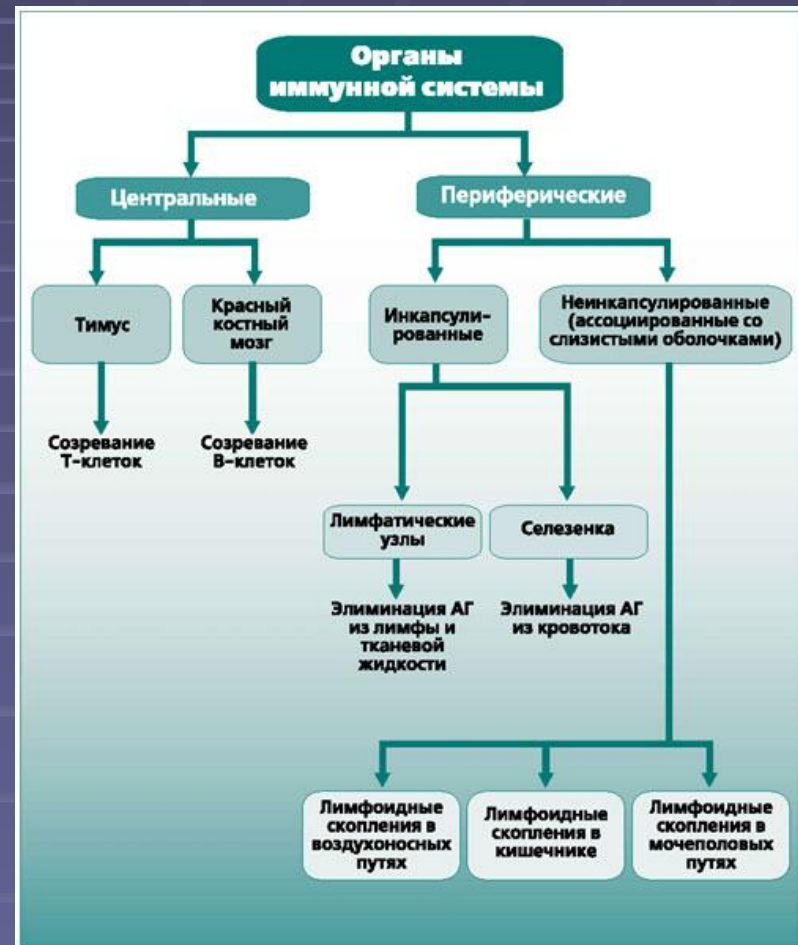 Органы
иммунной системы
Центральные
Периферические
Тимус
Красный
костный
мозг
Инкапсули-
рованные
Неинкапсулированные
(ассоциированные со
слизистыми оболочками)
Созревание
Т-клеток
Созревание
В-клеток
Лимфатические
узлы
Селезенка
Элиминация АГ
из лимфы и
тканевой
жидкости
Элиминация АГ
из кровотока
Лимфоидные
скопления в
воздухоносных
путях
Лимфоидные
скопления в
кишечнике
Лимфоидные
скопления в
мочеполовых
путях